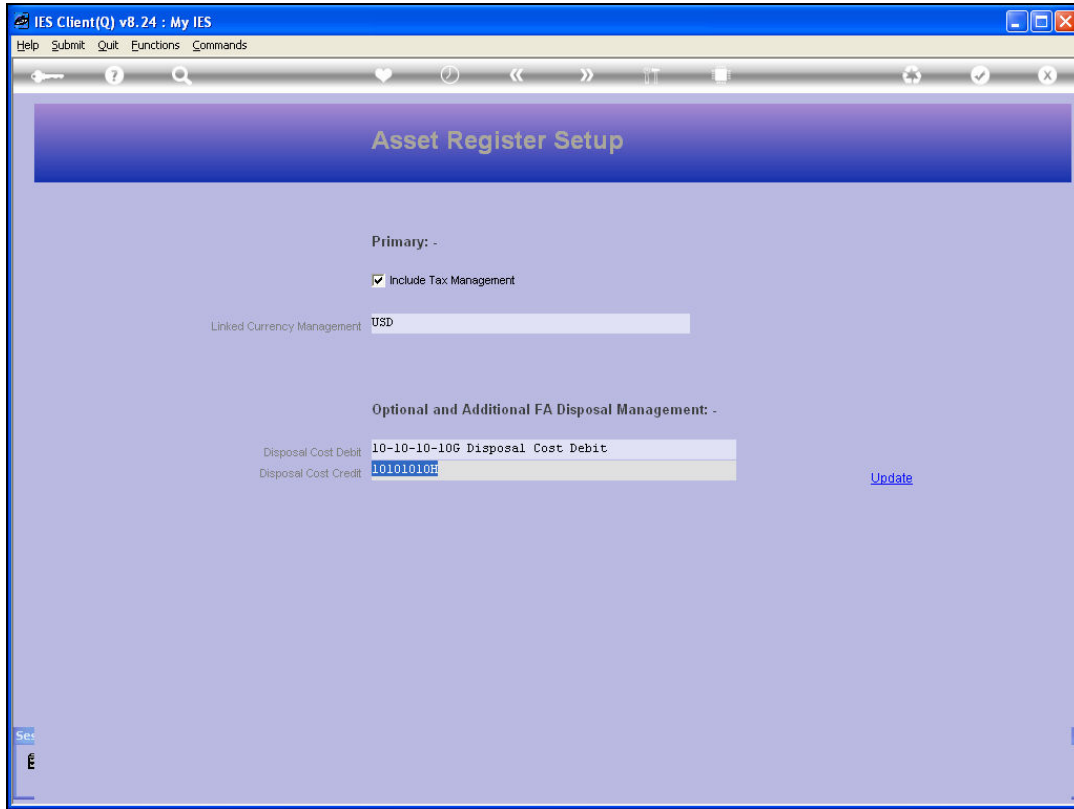 IES Client(Q) v8.24 : My IES
Help Submit Quit Functions Commands
Asset Register Setup
Primary: -
Include Tax Management
Linked Currency Management USD
Optional and Additional FA Disposal Management: -
Disposal Cost Debit 10-10-10-10G Disposal Cost Debit
Disposal Cost Credit 10101010H
Update
Ses